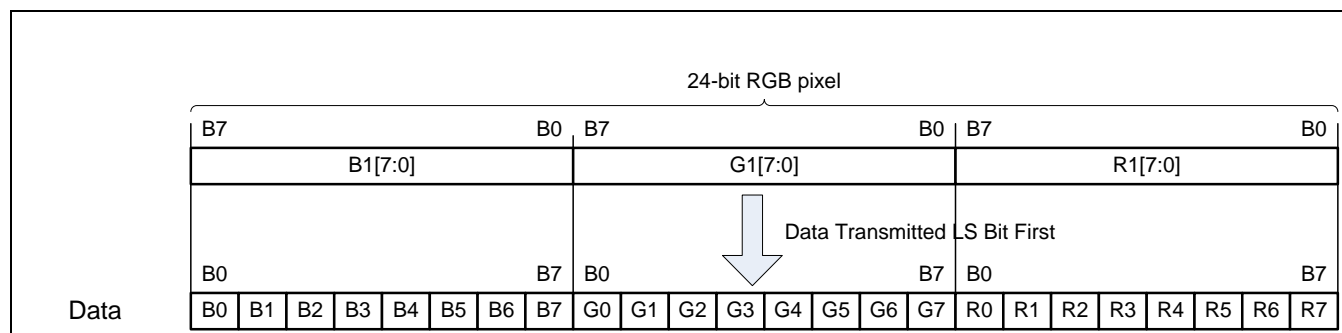 24-bit RGB pixel
B7 B0 B7 B0 B7 B0
B1[7:0] G1[7:0] R1[7:0]
Data Transmitted LS Bit First
B0 B7 B0 B7 B0 B7
Data B0 B1 B2 B3 B4 B5 B6 B7 G0 G1 G2 G3 G4 G5 G6 G7 R0 R1 R2 R3 R4 R5 R6 R7